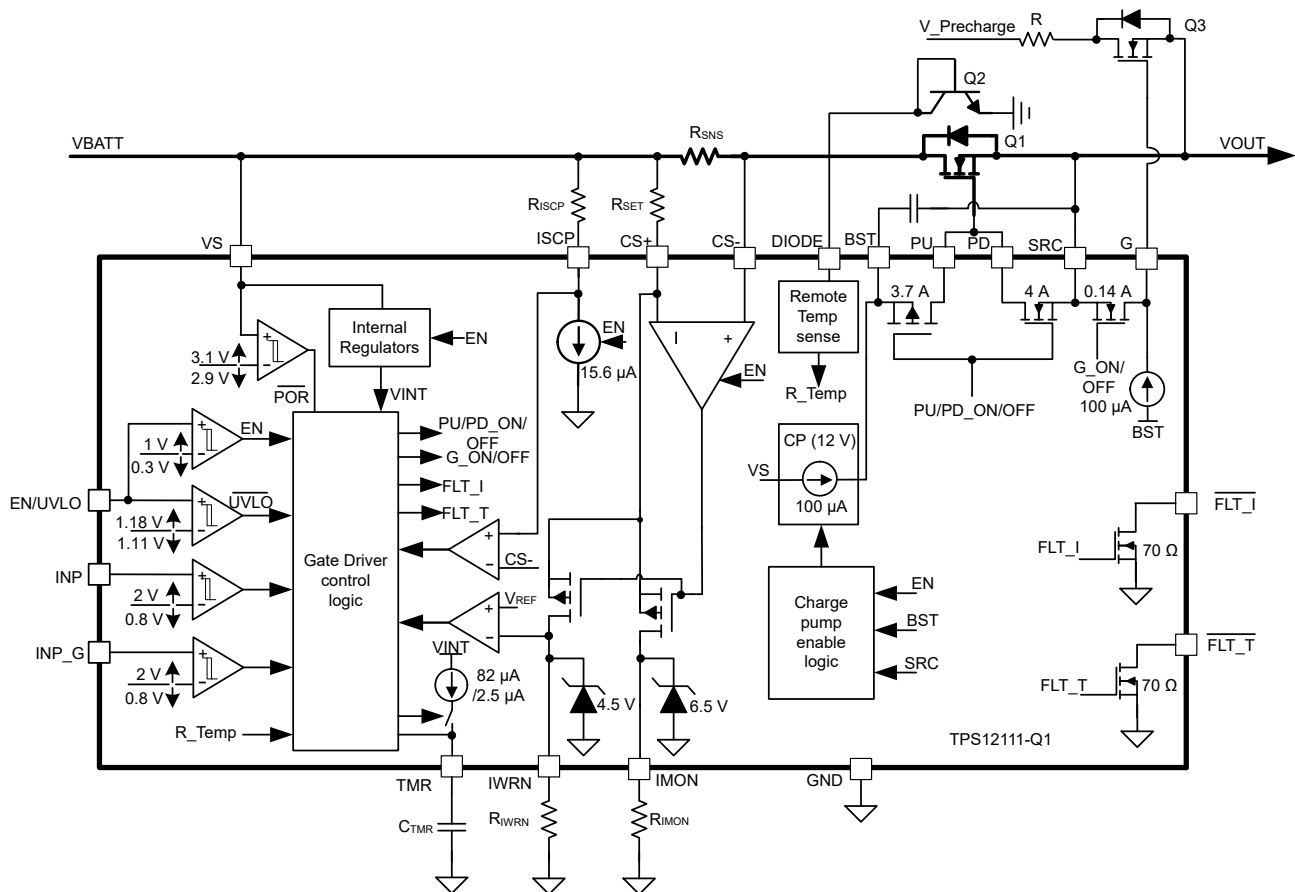 V_Precharge
R
Q3
Q2
VBATT
RSNS
Q1
VOUT
RISCP
RSET
VS
ISCP
CS+
CS-
DIODE
BST
PU
PD
SRC
G
3.7 A
4 A
0.14 A
Remote
Temp
sense
Internal
Regulators
EN
EN
15.6 µA
I
+
EN
3.1 V
2.9 V
+
−
POR
VINT
R_Temp
G_ON/
OFF
100 µA
PU/PD_ON/OFF
BST
PU/PD_ON/
OFF
G_ON/OFF
FLT_I
FLT_T
CP (12 V)
VS
100 µA
1 V
0.3 V
+
−
EN
EN/UVLO
1.18 V
1.11 V
+
−
UVLO
FLT_I
FLT_I
70 Ω
Gate Driver
control
logic
+
−
CS-
INP
2 V
0.8 V
+
−
VREF
+
−
Charge
pump
enable
logic
EN
BST
SRC
INP_G
2 V
0.8 V
+
−
VINT
82 µA
/2.5 µA
4.5 V
6.5 V
FLT_T
FLT_T
70 Ω
R_Temp
TPS12111-Q1
TMR
IWRN
IMON
GND
CTMR
RIWRN
RIMON